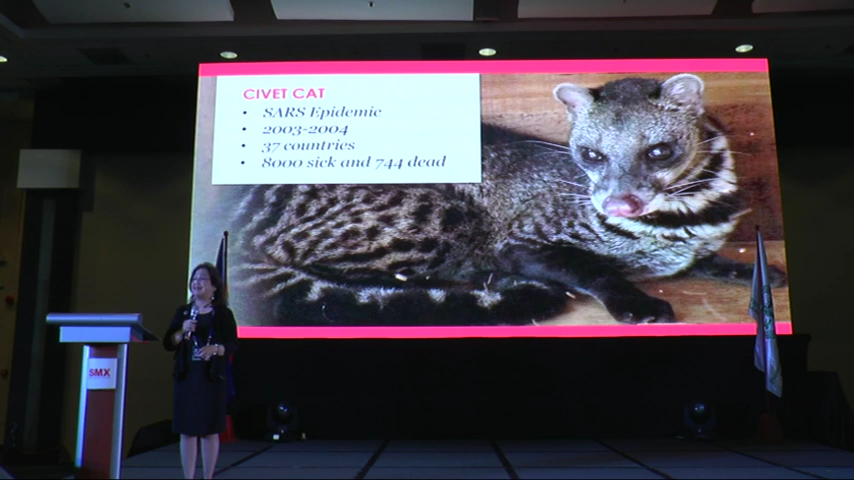 CIVET CAT
• SARS Epidemic
• 2003-2004
• 37 countries
• 8000 sick and 744 dead
SMX